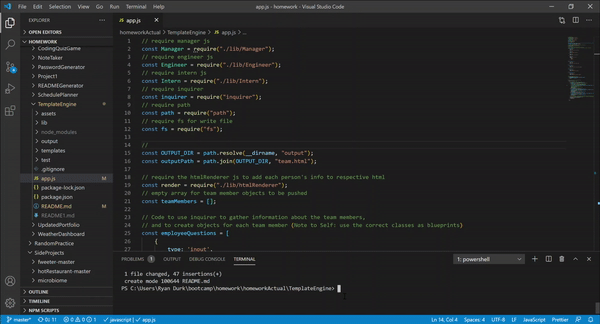 File Edit Selection View Go Run Terminal Help
app.js - homework - Visual Studio Code
EXPLORER
OPEN EDITORS
HOMEWORK
CodingQuizGame
NoteTaker
PasswordGenerator
Project1
READMEGenerator
SchedulePlanner
TemplateEngine
assets
lib
node_modules
output
templates
test
.gitignore
app.js M
package-lock.json
package.json
README.md M
README1.md
UpdatedPortfolio
WeatherDashboard
RandomPractice
SideProjects
fweeter-master
hotRestaurant-master
microbiome
OUTLINE
TIMELINE
NPM SCRIPTS
app.js
homeworkActual > TemplateEngine > app.js > ...
1 // require manager js
2 const Manager = require("./lib/Manager");
3 // require engineer js
4 const Engineer = require("./lib/Engineer");
5 // require intern js
6 const Intern = require("./lib/Intern");
7 // require inquirer
8 const inquirer = require("inquirer");
9 // require path
10 const path = require("path");
11 // require fs for write file
12 const fs = require("fs");
13
14 //
15 const OUTPUT_DIR = path.resolve(__dirname, "output");
16 const outputPath = path.join(OUTPUT_DIR, "team.html");
17
18 // require the htmlRenderer js to add each person's info to respective html
19 const render = require("./lib/htmlRenderer");
20 // empty array for team member objects to be pushed
21 const teamMembers = [];
22
23 // Code to use inquirer to gather information about the team members,
24 // and to create objects for each team member (Note to Self: use the correct classes as blueprints)
25 const employeeQuestions = [
26 {
type: 'input',
PROBLEMS 1 OUTPUT DEBUG CONSOLE TERMINAL
1: powershell
1 file changed, 47 insertions(+)
create mode 100644 README.md
PS C:\Users\Ryan Durk\bootcamp\homework\homeworkActual\TemplateEngine>
master* 0 11 0 0 javascript app.js
Ln 14, Col 4 Spaces: 4 UTF-8 LF JavaScript Prettier